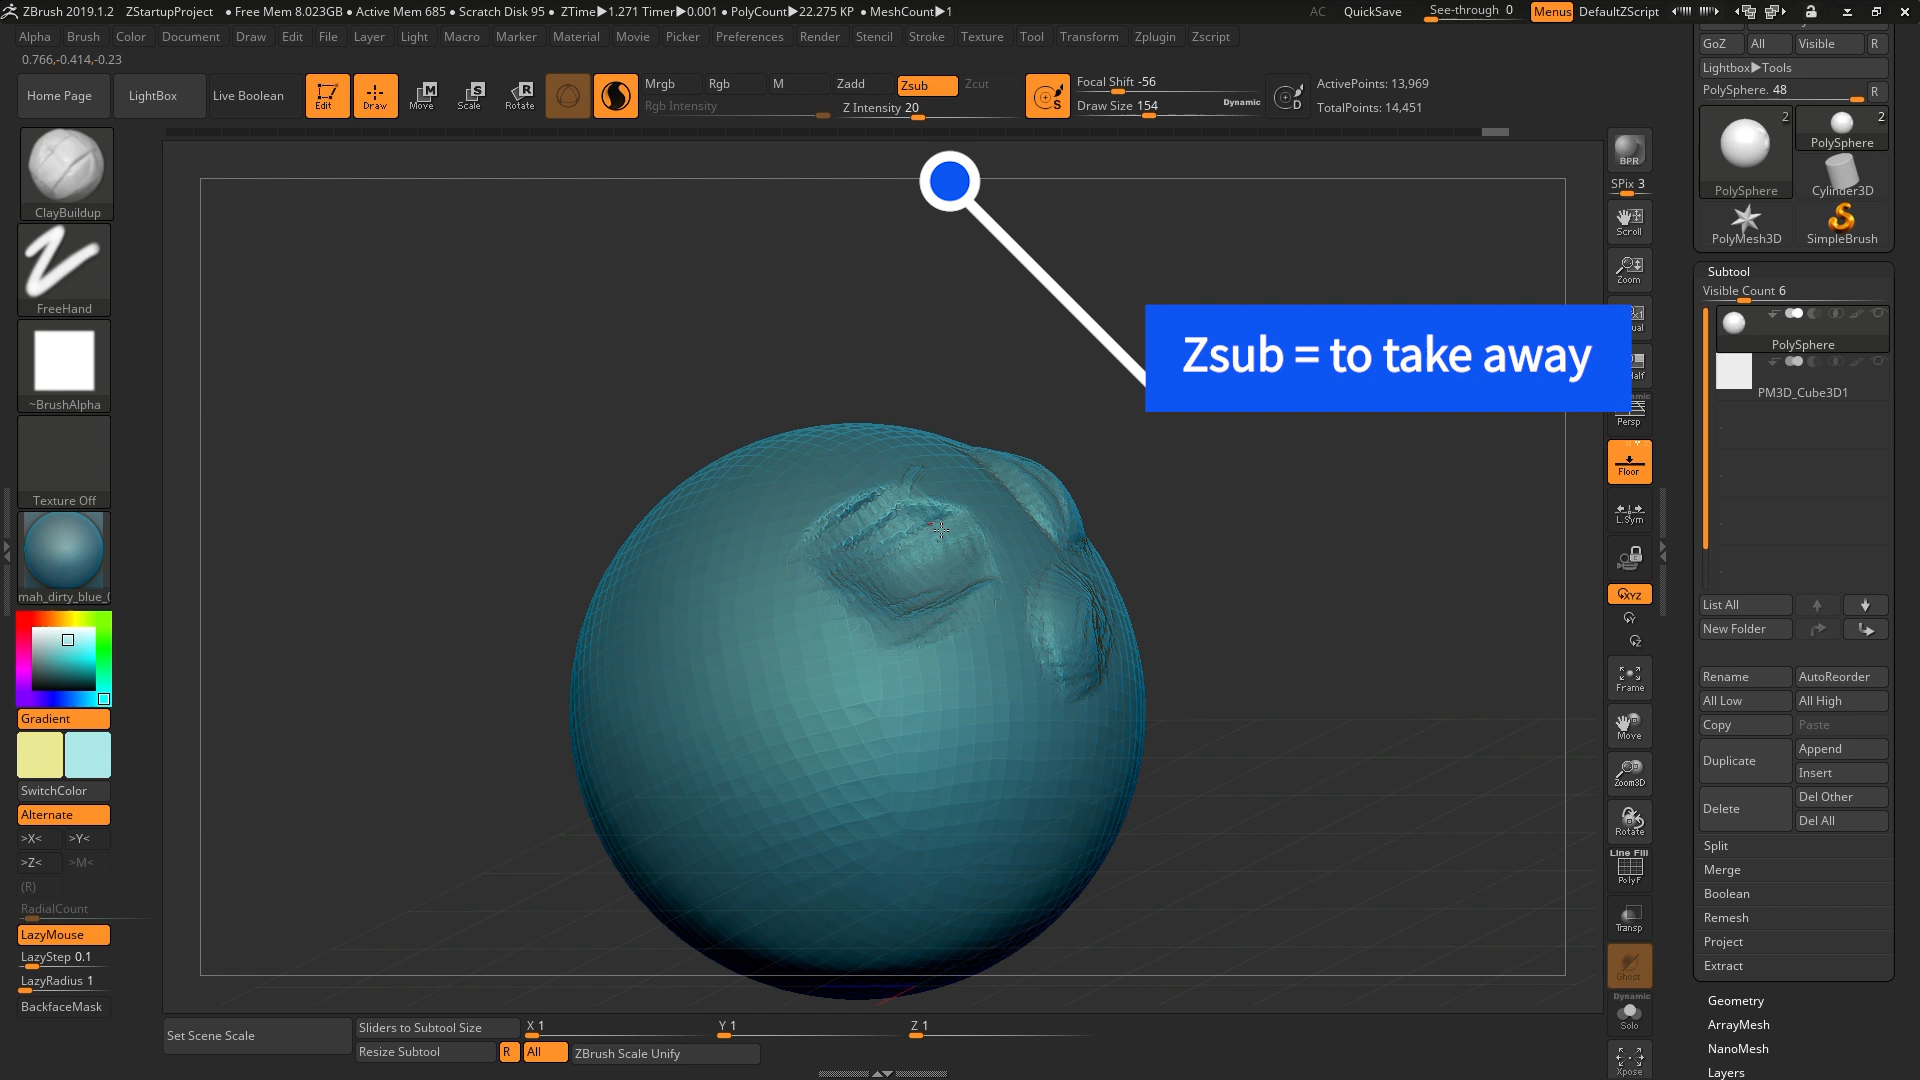 ZBrush 2019.1.2 ZStartupProject • Free Mem 8.023GB • Active Mem 685 • Scratch Disk 95 • ZTime▶1.271 Timer▶0.001 • PolyCount▶22.275 KP • MeshCount▶1 AC QuickSave See-through 0 Menus DefaultZScript
Alpha Brush Color Document Draw Edit File Layer Light Macro Marker Material Movie Picker Preferences Render Stencil Stroke Texture Tool Transform Zplugin Zscript
0.766,-0.414,-0.23
Home Page LightBox Live Boolean Edit Draw Move Scale Rotate
Mrgb Rgb M Zadd Zsub Zcut
Rgb Intensity Z Intensity 20
Focal Shift -56
Draw Size 154 Dynamic
ActivePoints: 13,969
TotalPoints: 14,451
ClayBuildup
FreeHand
~BrushAlpha
Texture Off
mah_dirty_blue_
Gradient
SwitchColor
Alternate
>X< >Y<
>Z< >M<
(R)
RadialCount
LazyMouse
LazyStep 0.1
LazyRadius 1
BackfaceMask
Zsub = to take away
Set Scene Scale
Sliders to Subtool Size X 1 Y 1 Z 1
Resize Subtool R All ZBrush Scale Unify
BPR
SPix 3
Scroll
Zoom
Persp
Floor
L.Sym
XYZ
Y
Z
Frame
Move
Zoom3D
Rotate
Line Fill
PolyF
Transp
Ghost
Dynamic
Solo
Xpose
GoZ All Visible R
Lightbox▶Tools
PolySphere. 48 R
2 2
PolySphere PolySphere
Cylinder3D
PolyMesh3D SimpleBrush
Subtool
Visible Count 6
PolySphere
PM3D_Cube3D1
List All
New Folder
Rename AutoReorder
All Low All High
Copy Paste
Duplicate Append
Insert
Delete Del Other
Del All
Split
Merge
Boolean
Remesh
Project
Extract
Geometry
ArrayMesh
NanoMesh
Layers